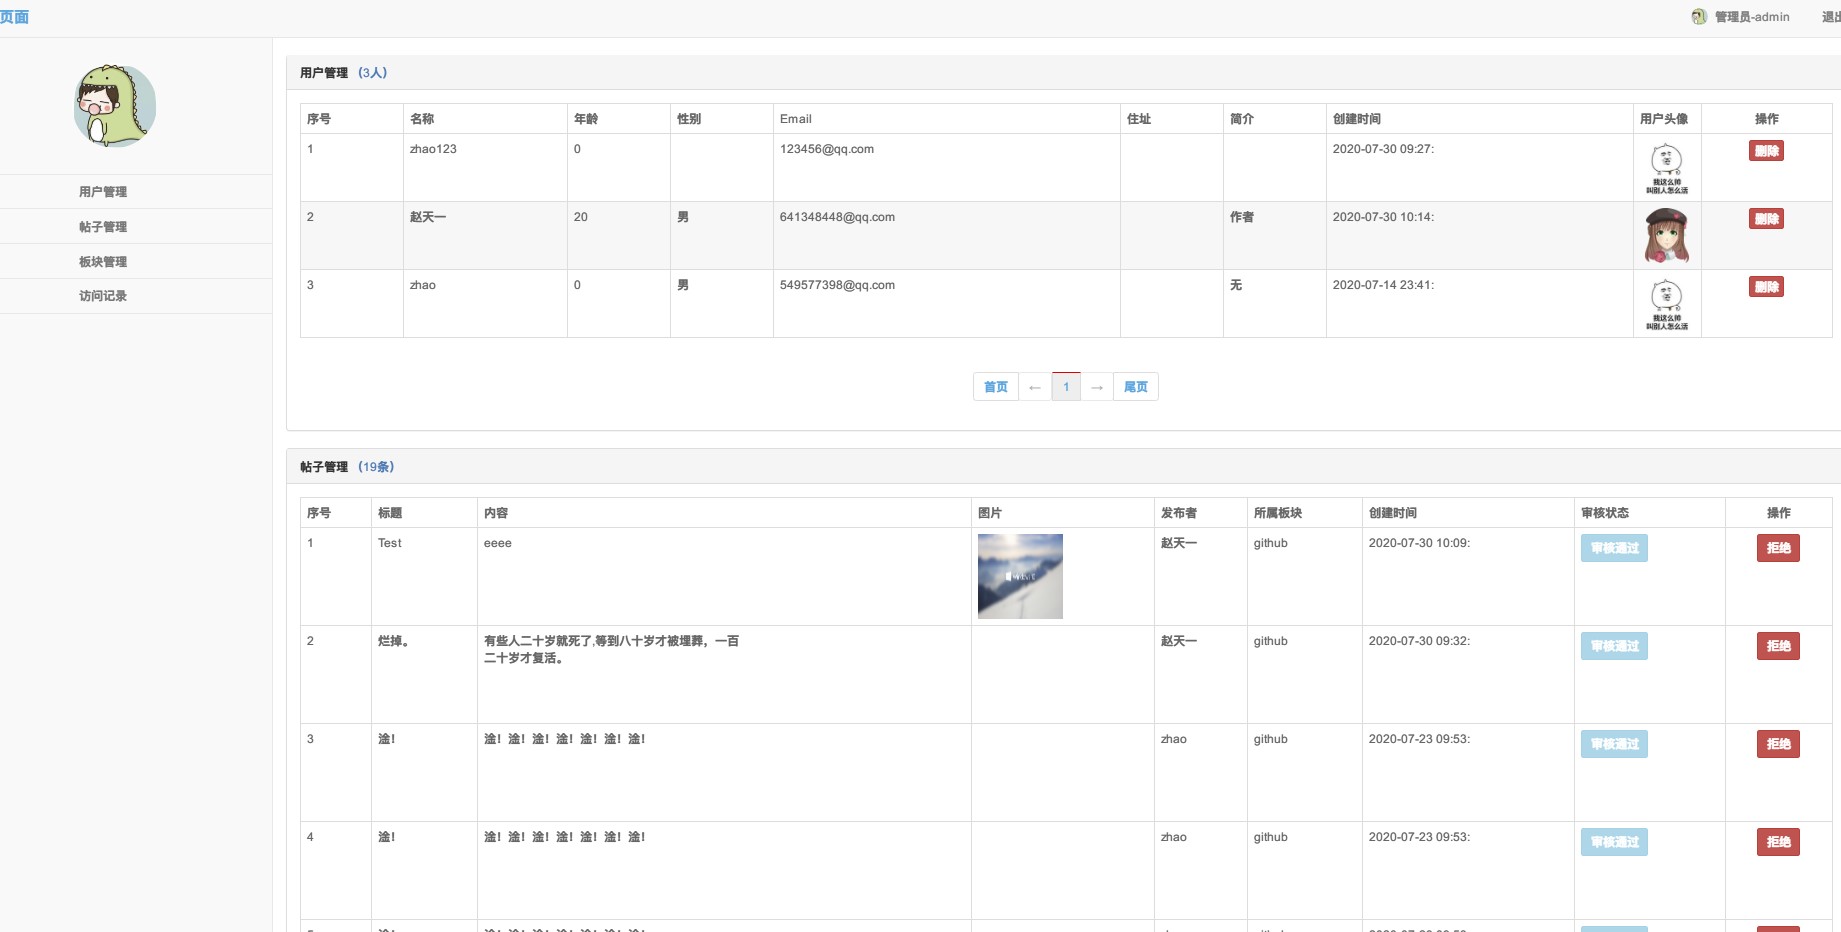 页面
管理员-admin
用户管理
帖子管理
板块管理
访问记录
用户管理 （3人）
序号 名称 年龄 性别 Email 住址 简介 创建时间 用户头像 操作
1 zhao123 0 123456@qq.com 2020-07-30 09:27: 删除
我这么帅
叫别人怎么活
2 赵天一 20 男 641348448@qq.com 作者 2020-07-30 10:14: 删除
3 zhao 0 男 549577398@qq.com 无 2020-07-14 23:41: 删除
我这么帅
叫别人怎么活
首页 ← 1 → 尾页
帖子管理 （19条）
序号 标题 内容 图片 发布者 所属板块 创建时间 审核状态 操作
1 Test eeee 赵天一 github 2020-07-30 10:09: 审核通过 拒绝
2 烂掉。 有些人二十岁就死了,等到八十岁才被埋葬，一百 赵天一 github 2020-07-30 09:32: 审核通过 拒绝
二十岁才复活。
3 淦！ 淦！淦！淦！淦！淦！淦！淦！ zhao github 2020-07-23 09:53: 审核通过 拒绝
4 淦！ 淦！淦！淦！淦！淦！淦！淦！ zhao github 2020-07-23 09:53: 审核通过 拒绝